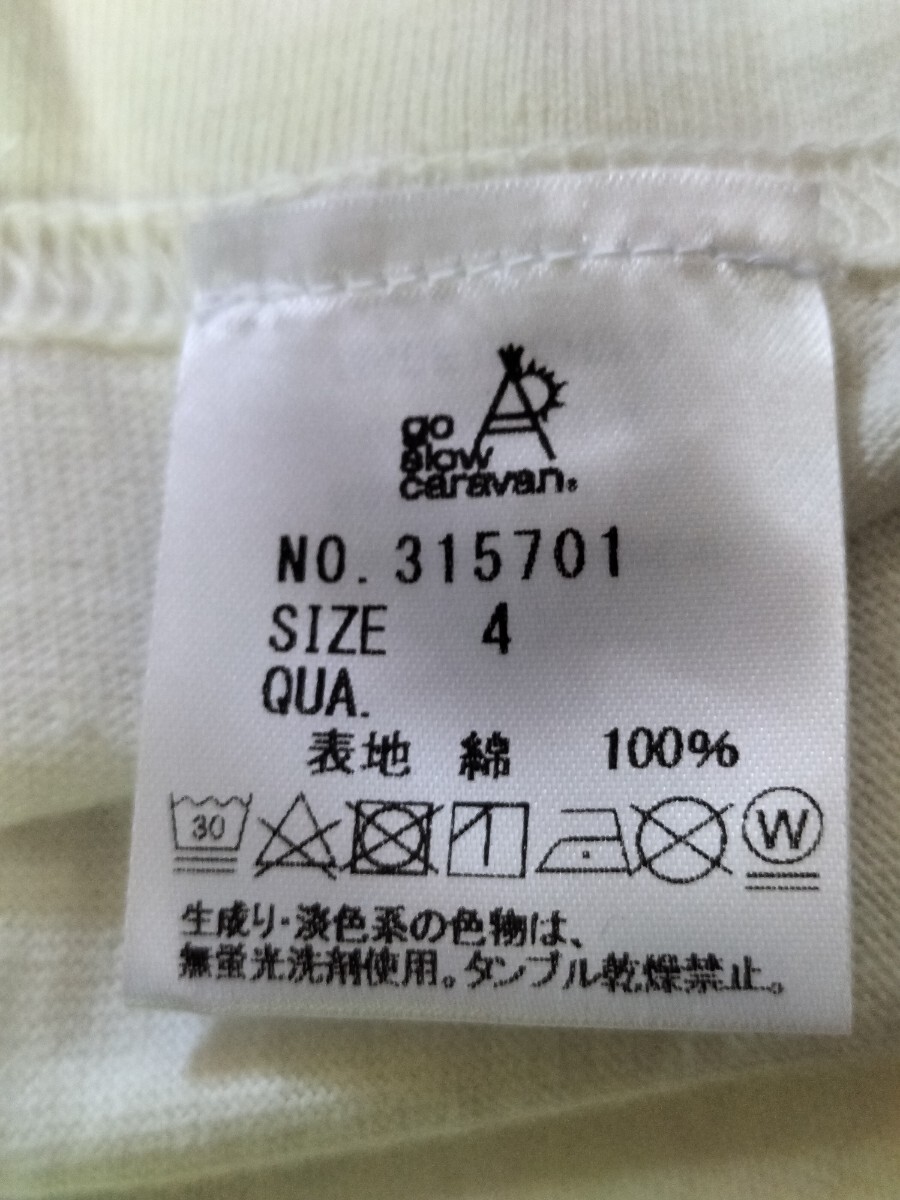 go
slow
caravan®
NO. 315701
SIZE 4
QUA.
表地 綿 100%
30 W
生成り・淡色系の色物は、
無蛍光洗剤使用。タンブル乾燥禁止。